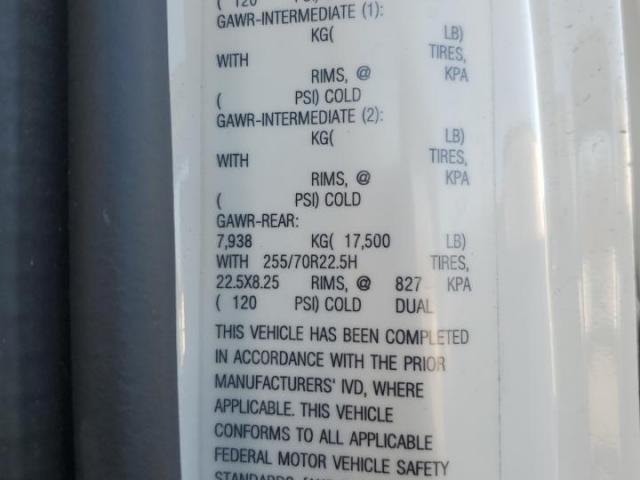 ( 120 PSI) COLD
GAWR-INTERMEDIATE (1):
KG( LB)
WITH TIRES,
RIMS, @ KPA
( PSI) COLD
GAWR-INTERMEDIATE (2):
KG( LB)
WITH TIRES,
RIMS, @ KPA
( PSI) COLD
GAWR-REAR:
7,938 KG( 17,500 LB)
WITH 255/70R22.5H TIRES,
22.5X8.25 RIMS, @ 827 KPA
( 120 PSI) COLD DUAL
THIS VEHICLE HAS BEEN COMPLETED
IN ACCORDANCE WITH THE PRIOR
MANUFACTURERS' IVD, WHERE
APPLICABLE. THIS VEHICLE
CONFORMS TO ALL APPLICABLE
FEDERAL MOTOR VEHICLE SAFETY